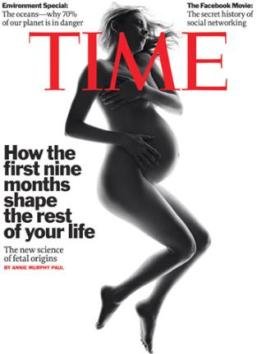 Environment Special:
The oceans—why 70%
of our planet is in danger
The Facebook Movie:
The secret history of
social networking
TIME
How the
first nine
months
shape
the rest
of your life
The new science
of fetal origins
BY ANNIE MURPHY PAUL